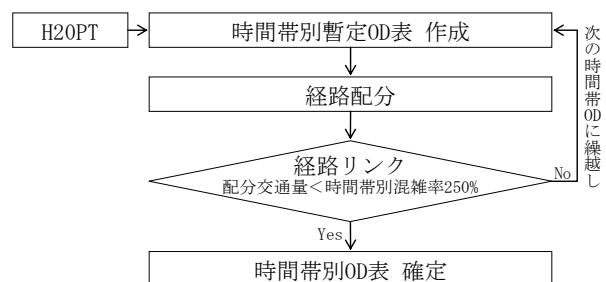 H20PT
時間帯別暫定OD表 作成
経路配分
経路リンク
配分交通量＜時間帯別混雑率250%
No
次の時間帯ODに繰越し
Yes
時間帯別OD表 確定